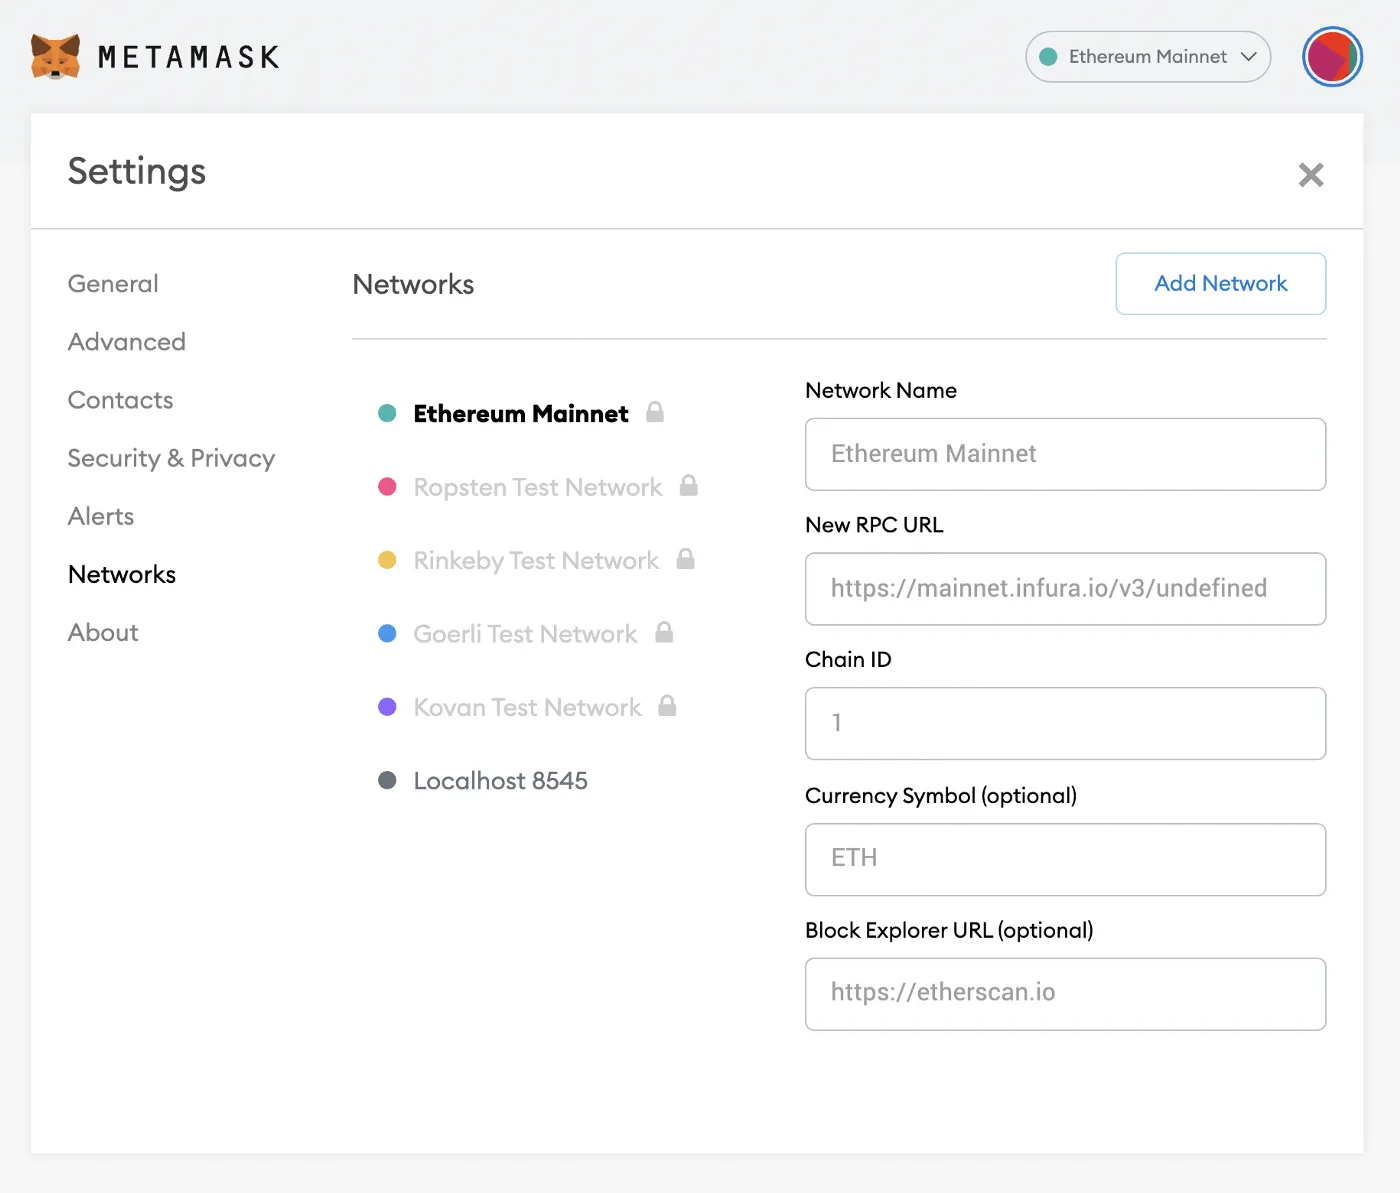 METAMASK
Ethereum Mainnet
Settings
General
Advanced
Contacts
Security & Privacy
Alerts
Networks
About
Networks
Add Network
Ethereum Mainnet
Ropsten Test Network
Rinkeby Test Network
Goerli Test Network
Kovan Test Network
Localhost 8545
Network Name
Ethereum Mainnet
New RPC URL
https://mainnet.infura.io/v3/undefined
Chain ID
1
Currency Symbol (optional)
ETH
Block Explorer URL (optional)
https://etherscan.io